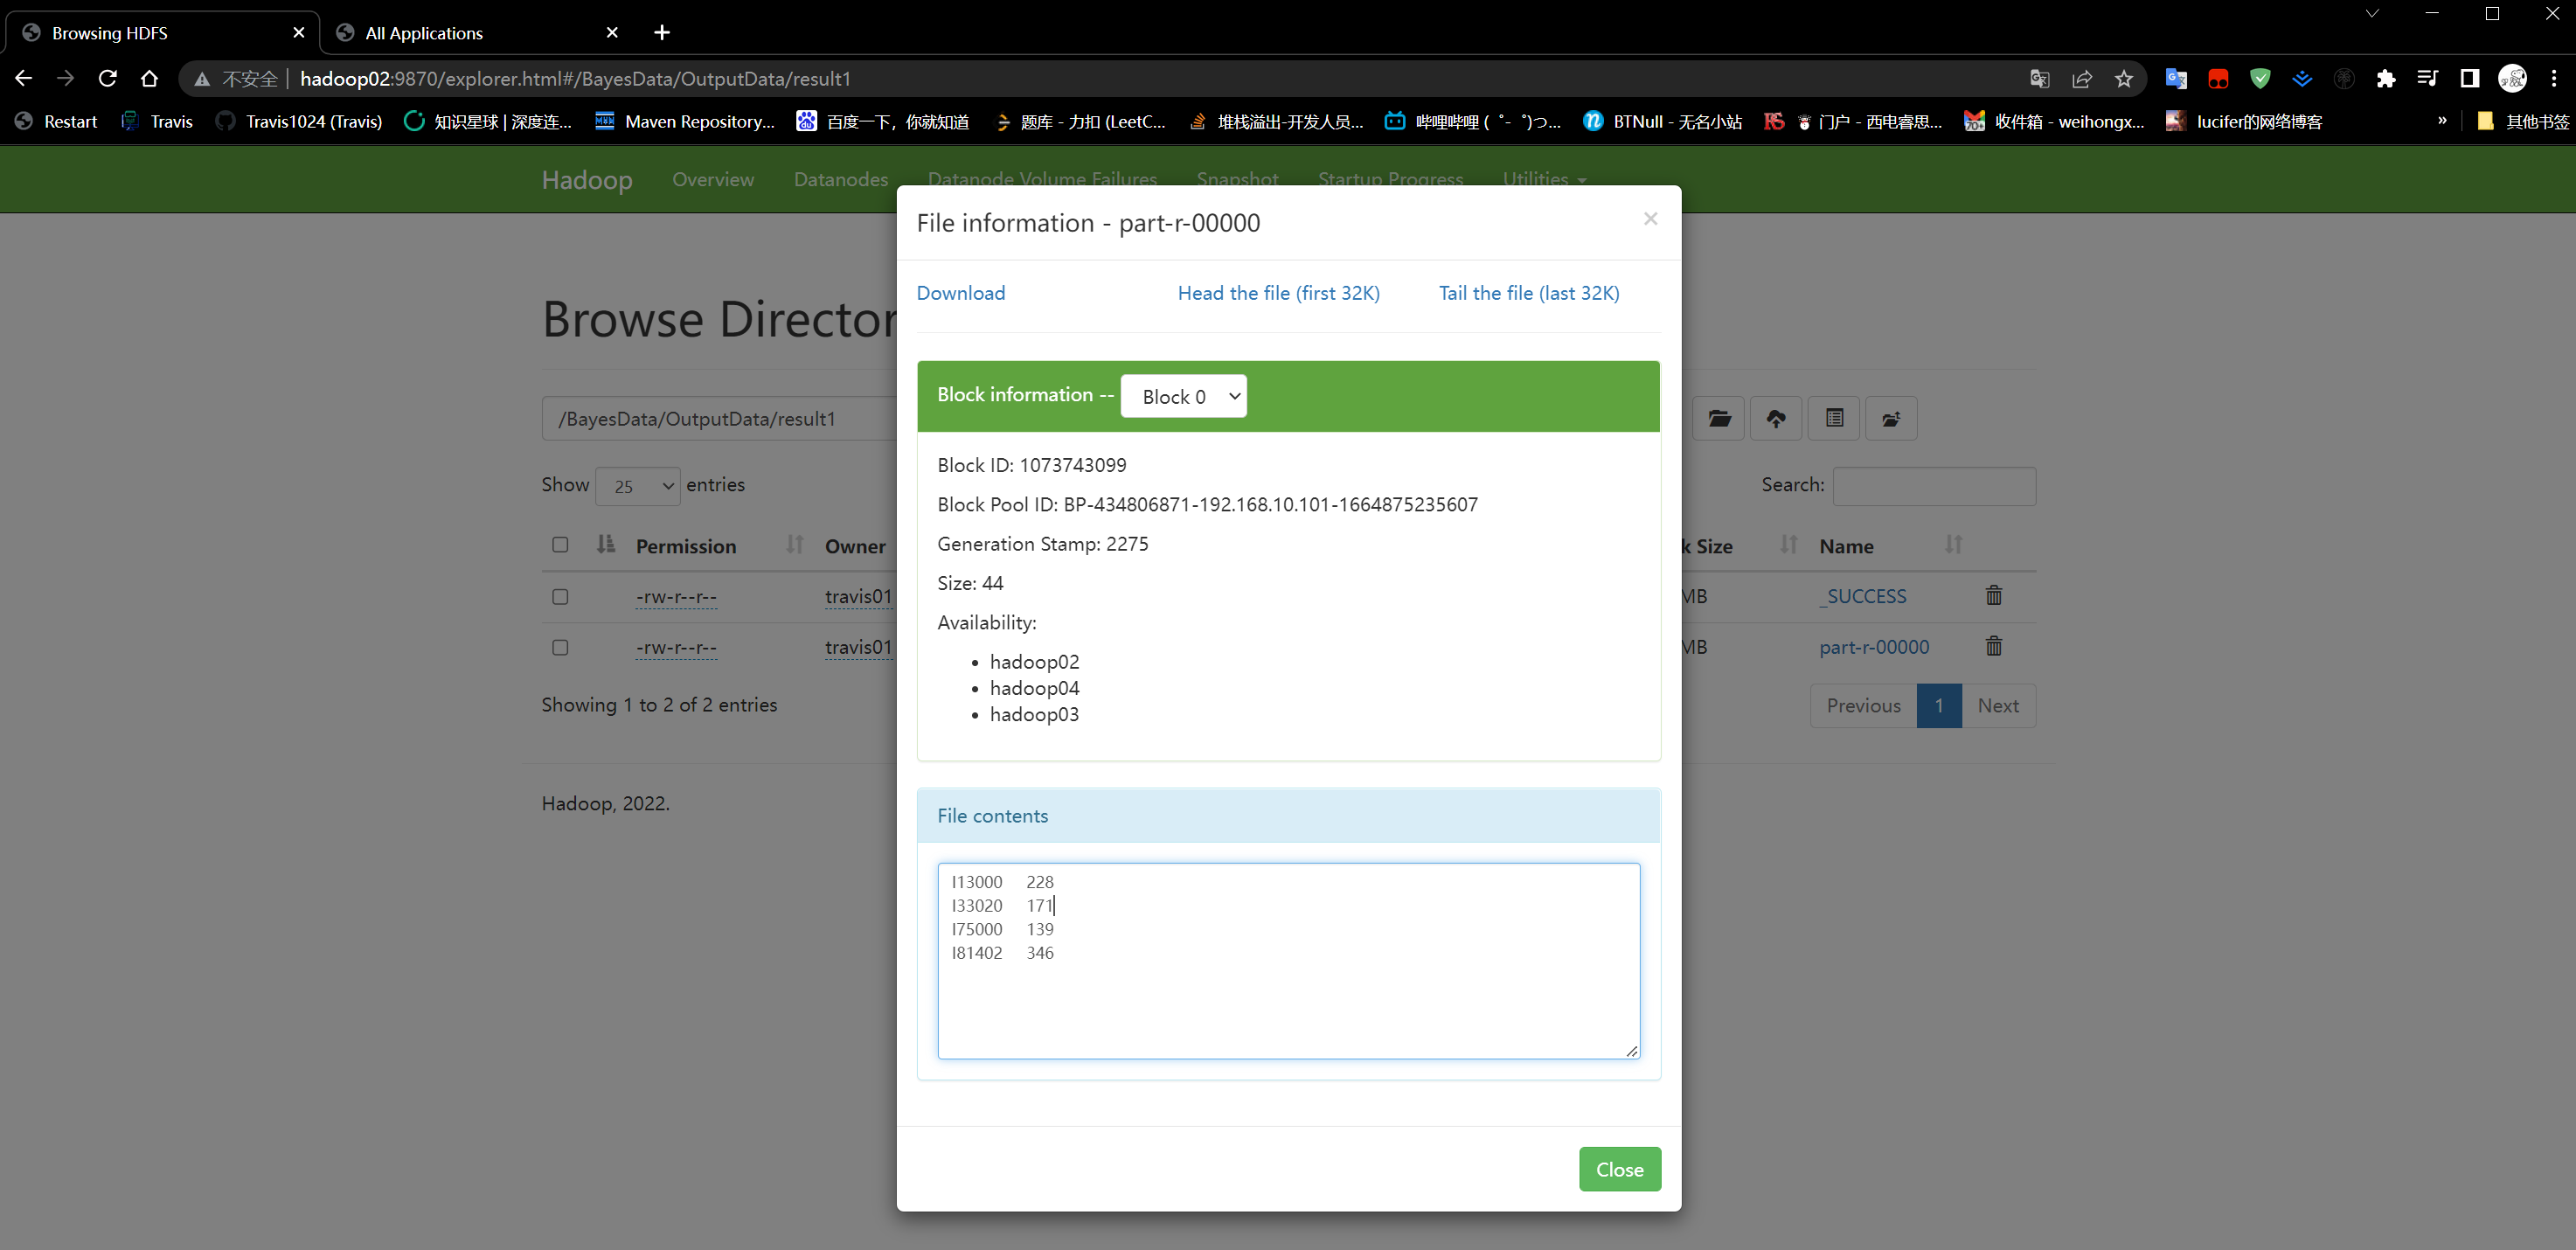 Browsing HDFS
All Applications
不安全 hadoop02:9870/explorer.html#/BayesData/OutputData/result1
Restart Travis Travis1024 (Travis) 知识星球 | 深度连... Maven Repository... 百度一下，你就知道 题库 - 力扣 (LeetC... 堆栈溢出-开发人员... 哔哩哔哩 ( ゜- ゜)つ... BTNull - 无名小站 门户 - 西电睿思... 收件箱 - weihongx... lucifer的网络博客 » 其他书签
Hadoop Overview Datanodes Datanode Volume Failures Snapshot Startup Progress Utilities
File information - part-r-00000 ×
Download Head the file (first 32K) Tail the file (last 32K)
Browse Director
Block information -- Block 0
/BayesData/OutputData/result1
Block ID: 1073743099
Show 25 entries
Search:
Block Pool ID: BP-434806871-192.168.10.101-1664875235607
Generation Stamp: 2275
Permission Owner k Size Name
Size: 44
-rw-r--r-- travis01 MB _SUCCESS
Availability:
-rw-r--r-- travis01 MB part-r-00000
• hadoop02
• hadoop04
• hadoop03
Showing 1 to 2 of 2 entries
Previous 1 Next
Hadoop, 2022.
File contents
I13000 228
I33020 171
I75000 139
I81402 346
Close